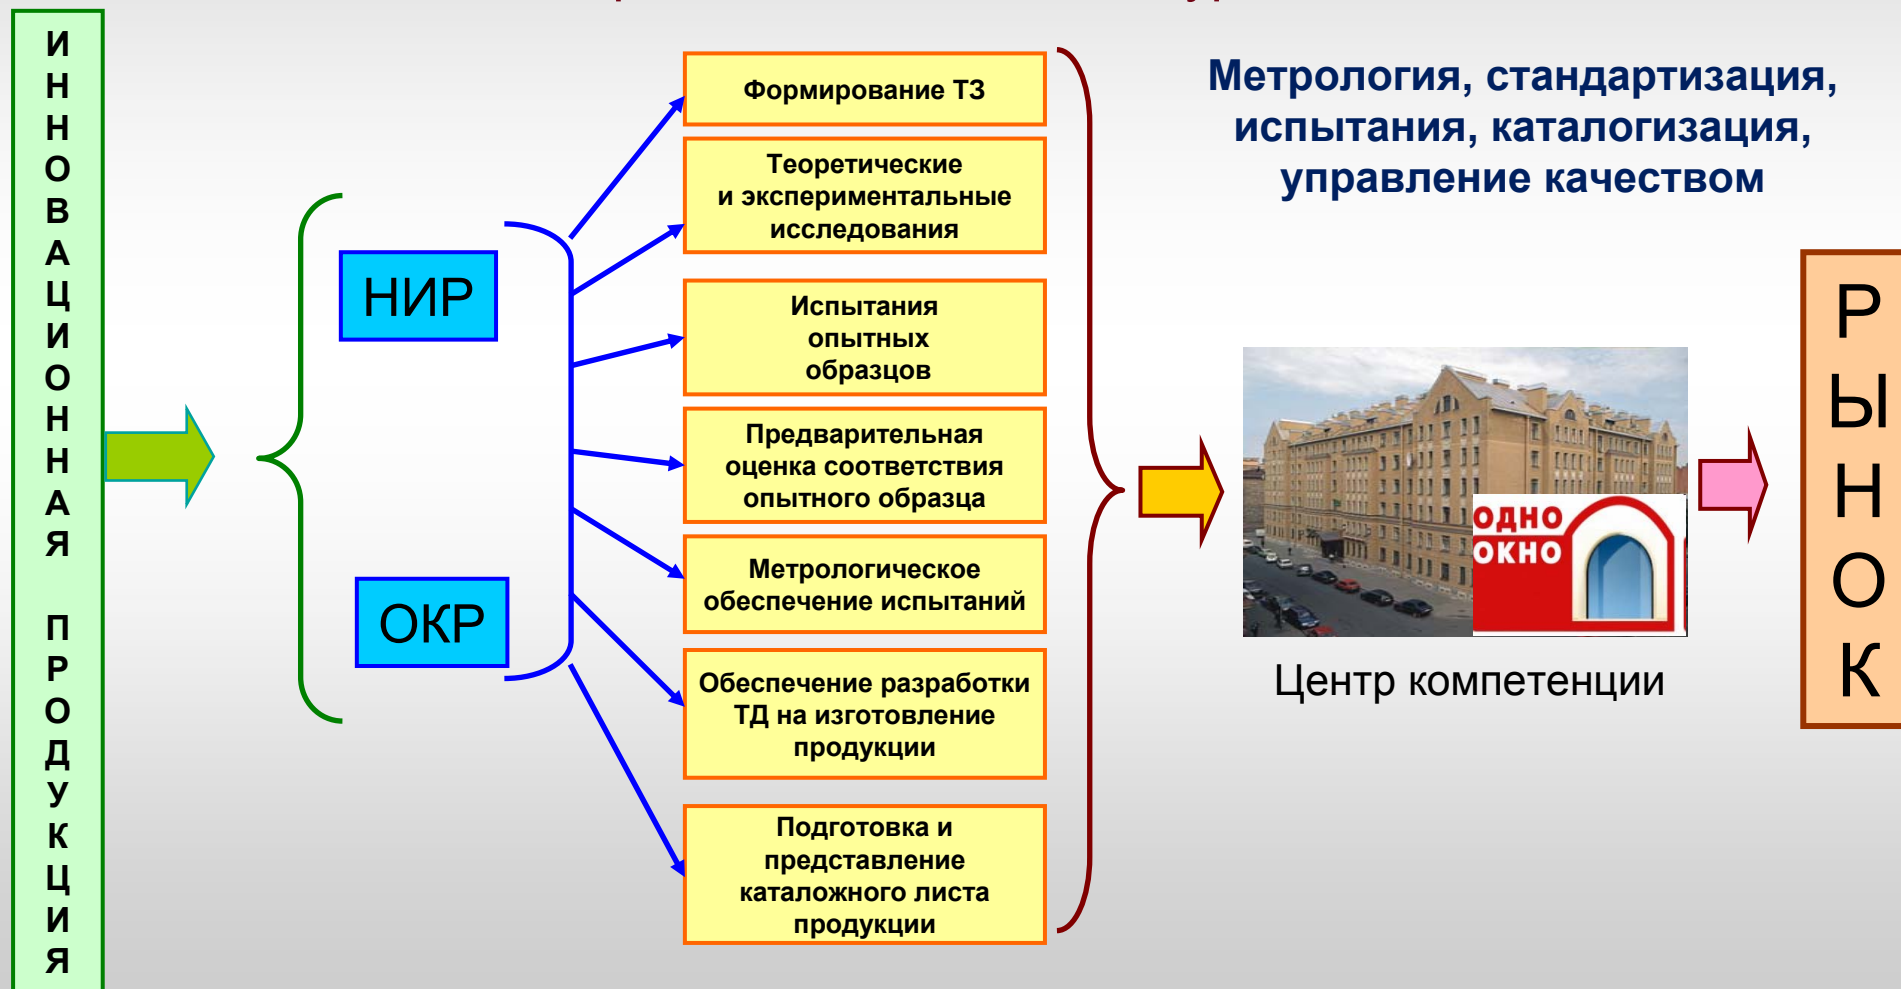 ИННОВАЦИОННАЯ ПРОДУКЦИЯ
НИР
ОКР
Формирование ТЗ
Теоретические
и экспериментальные
исследования
Испытания
опытных
образцов
Предварительная
оценка соответствия
опытного образца
Метрологическое
обеспечение испытаний
Обеспечение разработки
ТД на изготовление
продукции
Подготовка и
представление
каталожного листа
продукции
Метрология, стандартизация,
испытания, каталогизация,
управление качеством
ОДНО
ОКНО
Центр компетенции
РЫНОК